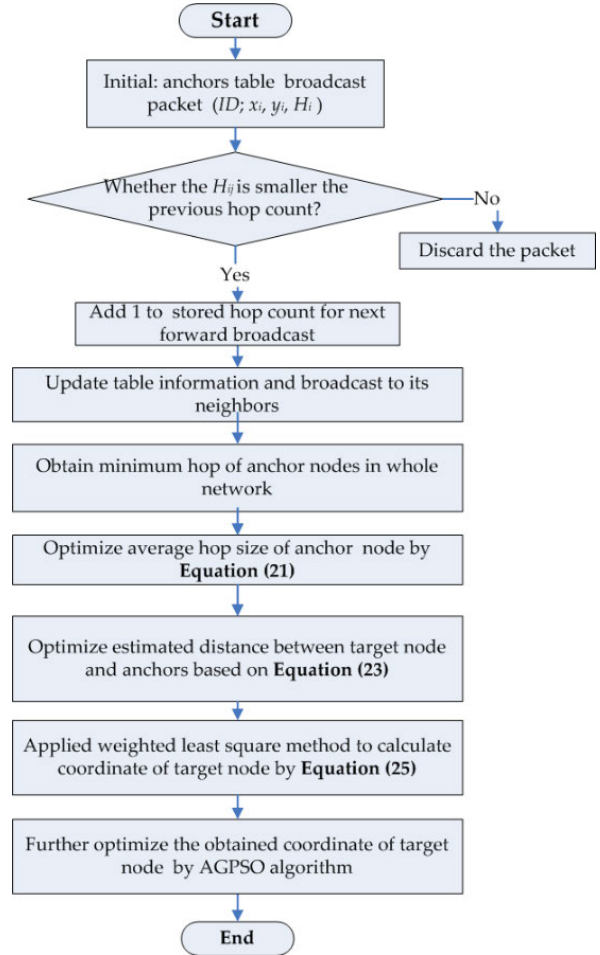 Start
Initial: anchors table broadcast
packet (ID; xi, yi, Hi )
Whether the Hij is smaller the
previous hop count?
No
Discard the packet
Yes
Add 1 to stored hop count for next
forward broadcast
Update table information and broadcast to its
neighbors
Obtain minimum hop of anchor nodes in whole
network
Optimize average hop size of anchor node by
Equation (21)
Optimize estimated distance between target node
and anchors based on Equation (23)
Applied weighted least square method to calculate
coordinate of target node by Equation (25)
Further optimize the obtained coordinate of target
node by AGPSO algorithm
End